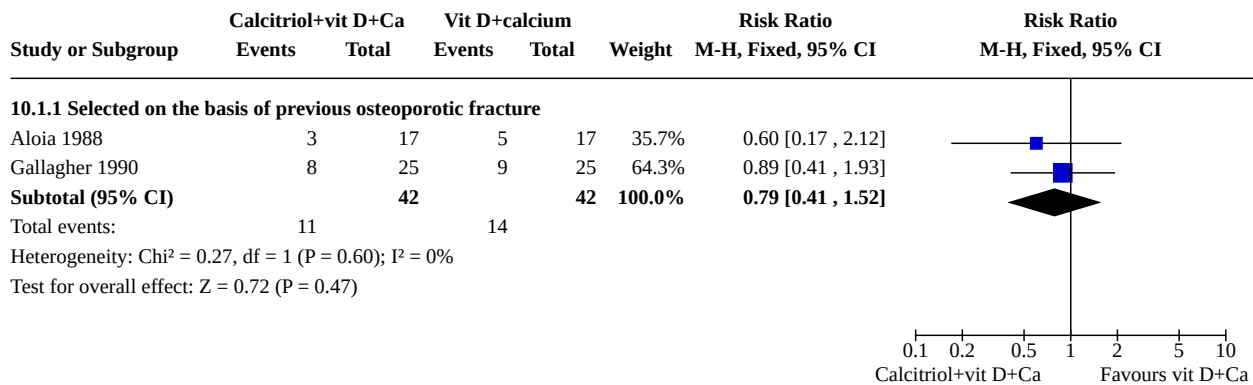 Calcitriol+vit D+Ca Vit D+calcium Risk Ratio Risk Ratio
Study or Subgroup Events Total Events Total Weight M-H, Fixed, 95% CI M-H, Fixed, 95% CI
10.1.1 Selected on the basis of previous osteoporotic fracture
Aloia 1988 3 17 5 17 35.7% 0.60 [0.17 , 2.12]
Gallagher 1990 8 25 9 25 64.3% 0.89 [0.41 , 1.93]
Subtotal (95% CI) 42 42 100.0% 0.79 [0.41 , 1.52]
Total events: 11 14
Heterogeneity: Chi² = 0.27, df = 1 (P = 0.60); I² = 0%
Test for overall effect: Z = 0.72 (P = 0.47)
0.1 0.2 0.5 1 2 5 10
Calcitriol+vit D+Ca Favours vit D+Ca